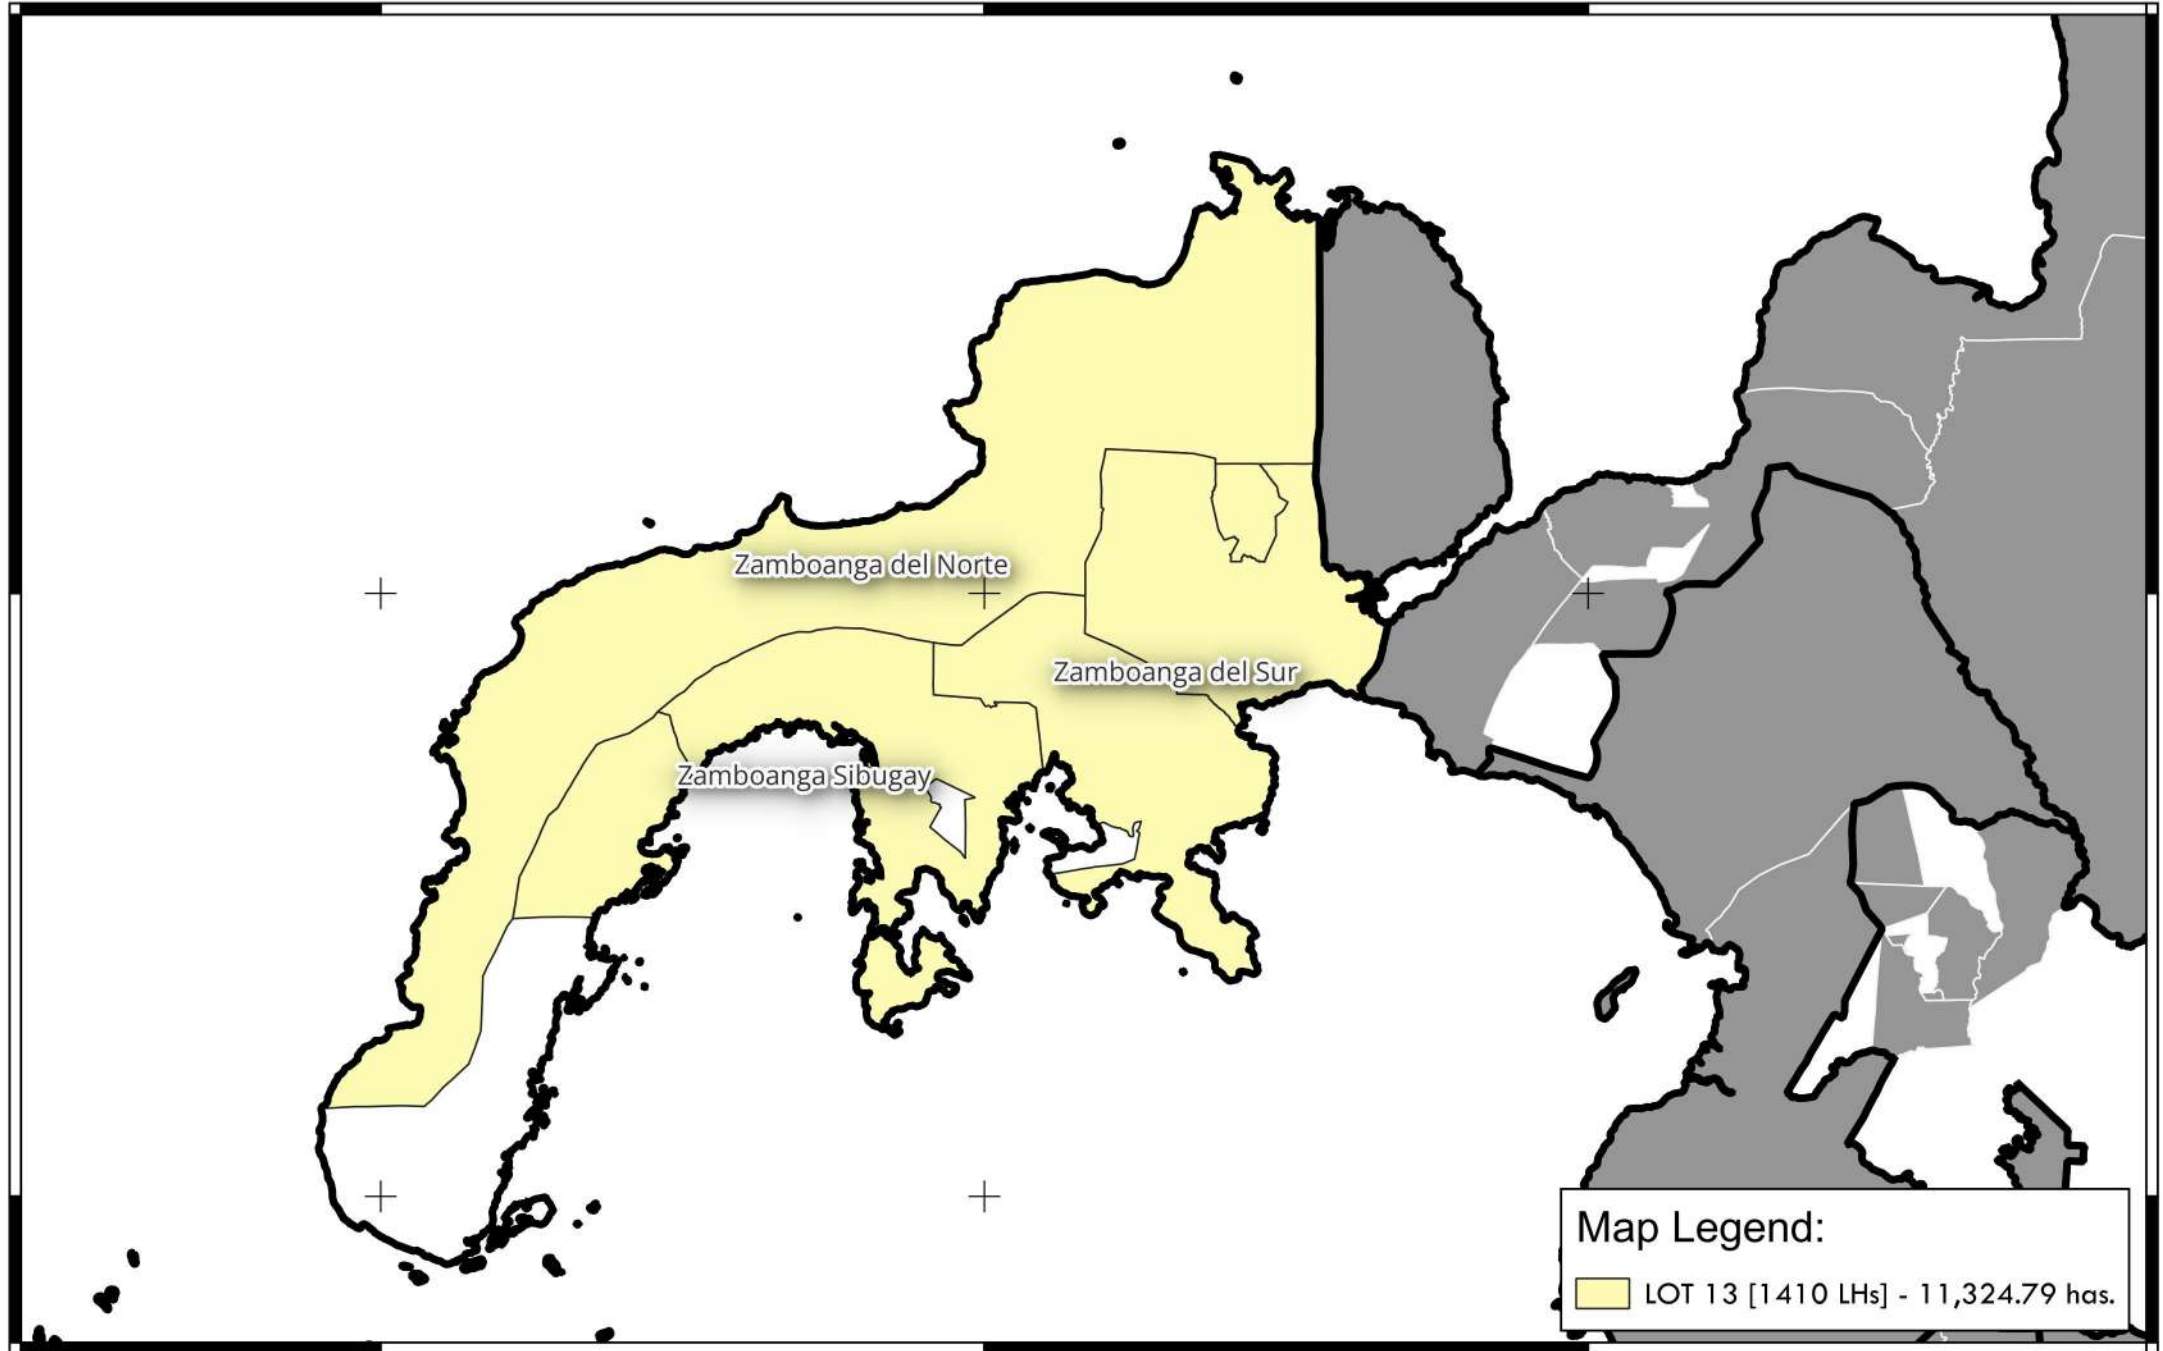 Zamboanga del Norte
Zamboanga del Sur
Zamboanga Sibugay
Map Legend:
LOT 13 [1410 LHs] - 11,324.79 has.